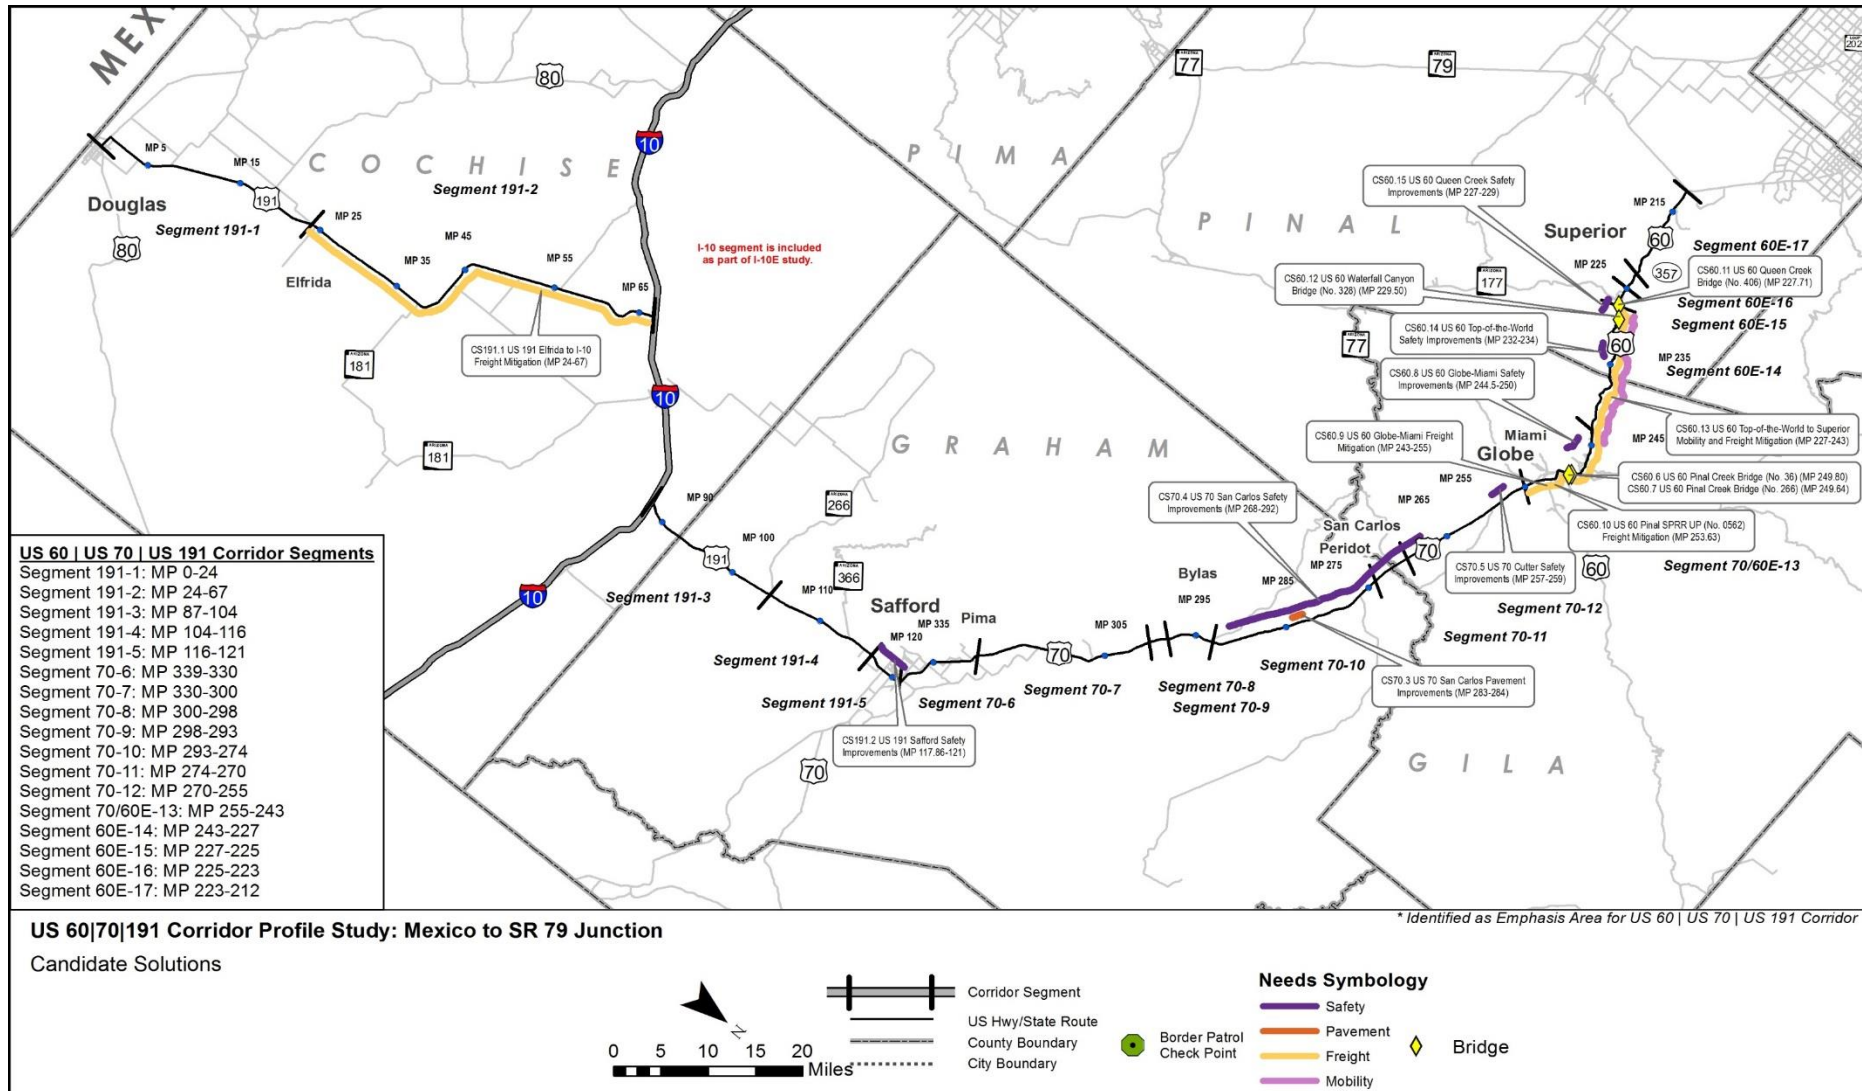 MEXI
80
77
79
LOOP
202
ARIZONA
10
COCHISE
PIMA
MP 5
MP 15
191
Segment 191-2
Douglas
Segment 191-1
80
MP 25
MP 45
MP 35
MP 55
MP 65
Elfrida
I-10 segment is included
as part of I-10E study.
CS191.1 US 191 Elfrida to I-10
Freight Mitigation (MP 24-67)
181
181
10
PINAL
CS60.15 US 60 Queen Creek Safety
Improvements (MP 227-229)
MP 215
Superior
60
Segment 60E-17
MP 225
357
CS60.12 US 60 Waterfall Canyon
Bridge (No. 328) (MP 229.50)
177
CS60.11 US 60 Queen Creek
Bridge (No. 406) (MP 227.71)
Segment 60E-16
Segment 60E-15
CS60.14 US 60 Top-of-the-World
Safety Improvements (MP 232-234)
60
77
MP 235
Segment 60E-14
CS60.8 US 60 Globe-Miami Safety
Improvements (MP 244.5-250)
GRAHAM
CS60.9 US 60 Globe-Miami Freight
Mitigation (MP 243-255)
Miami
Globe
MP 245
CS60.13 US 60 Top-of-the-World to Superior
Mobility and Freight Mitigation (MP 227-243)
CS60.6 US 60 Pinal Creek Bridge (No. 36) (MP 249.80)
CS60.7 US 60 Pinal Creek Bridge (No. 266) (MP 249.64)
MP 255
MP 265
CS70.4 US 70 San Carlos Safety
Improvements (MP 268-292)
San Carlos
Peridot
MP 275
70
CS60.10 US 60 Pinal SPRR UP (No. 0562)
Freight Mitigation (MP 253.63)
CS70.5 US 70 Cutter Safety
Improvements (MP 257-259)
60
Segment 70/60E-13
MP 90
266
MP 100
191
366
Bylas
MP 285
MP 295
10
Segment 191-3
MP 110
Safford
MP 335
MP 120
Pima
MP 305
Segment 70-12
Segment 70-11
70
Segment 191-4
Segment 70-10
Segment 191-5
Segment 70-6
Segment 70-7
Segment 70-8
Segment 70-9
CS70.3 US 70 San Carlos Pavement
Improvements (MP 283-284)
CS191.2 US 191 Safford Safety
Improvements (MP 117.86-121)
70
GILA
US 60 | US 70 | US 191 Corridor Segments
Segment 191-1: MP 0-24
Segment 191-2: MP 24-67
Segment 191-3: MP 87-104
Segment 191-4: MP 104-116
Segment 191-5: MP 116-121
Segment 70-6: MP 339-330
Segment 70-7: MP 330-300
Segment 70-8: MP 300-298
Segment 70-9: MP 298-293
Segment 70-10: MP 293-274
Segment 70-11: MP 274-270
Segment 70-12: MP 270-255
Segment 70/60E-13: MP 255-243
Segment 60E-14: MP 243-227
Segment 60E-15: MP 227-225
Segment 60E-16: MP 225-223
Segment 60E-17: MP 223-212
* Identified as Emphasis Area for US 60 | US 70 | US 191 Corridor
US 60|70|191 Corridor Profile Study: Mexico to SR 79 Junction
Candidate Solutions
N
0 5 10 15 20
Miles
Corridor Segment
US Hwy/State Route
County Boundary
City Boundary
Border Patrol
Check Point
Needs Symbology
Safety
Pavement
Freight
Mobility
Bridge